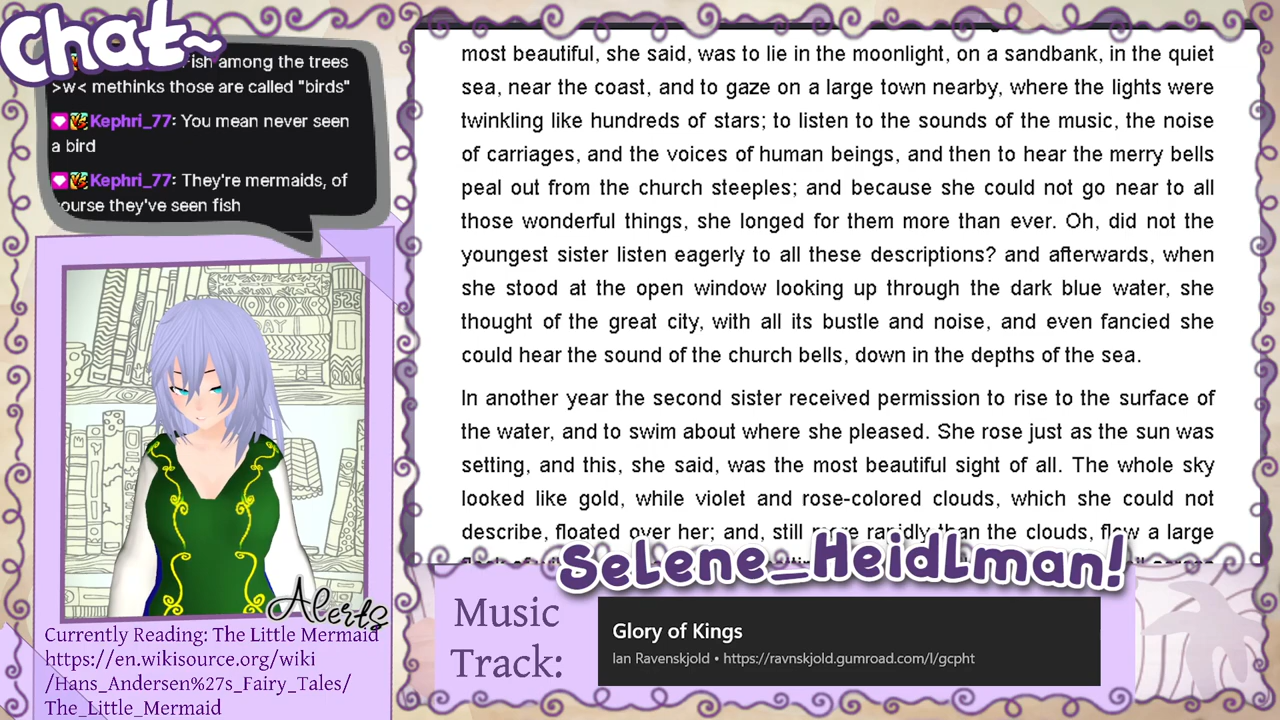 Chat~
ish among the trees
>w< methinks those are called "birds"
Kephri_77: You mean never seen
a bird
Kephri_77: They're mermaids, of
ourse they've seen fish
most beautiful, she said, was to lie in the moonlight, on a sandbank, in the quiet
sea, near the coast, and to gaze on a large town nearby, where the lights were
twinkling like hundreds of stars; to listen to the sounds of the music, the noise
of carriages, and the voices of human beings, and then to hear the merry bells
peal out from the church steeples; and because she could not go near to all
those wonderful things, she longed for them more than ever. Oh, did not the
youngest sister listen eagerly to all these descriptions? and afterwards, when
she stood at the open window looking up through the dark blue water, she
thought of the great city, with all its bustle and noise, and even fancied she
could hear the sound of the church bells, down in the depths of the sea.
In another year the second sister received permission to rise to the surface of
the water, and to swim about where she pleased. She rose just as the sun was
setting, and this, she said, was the most beautiful sight of all. The whole sky
looked like gold, while violet and rose-colored clouds, which she could not
describe, floated over her; and, still more rapidly than the clouds, flew a large
Selene_Heidlman!
Alerts
Currently Reading: The Little Mermaid
https://en.wikisource.org/wiki
/Hans_Andersen%27s_Fairy_Tales/
The_Little_Mermaid
Music
Track:
Glory of Kings
Ian Ravenskjold • https://ravnskjold.gumroad.com/l/gcpht